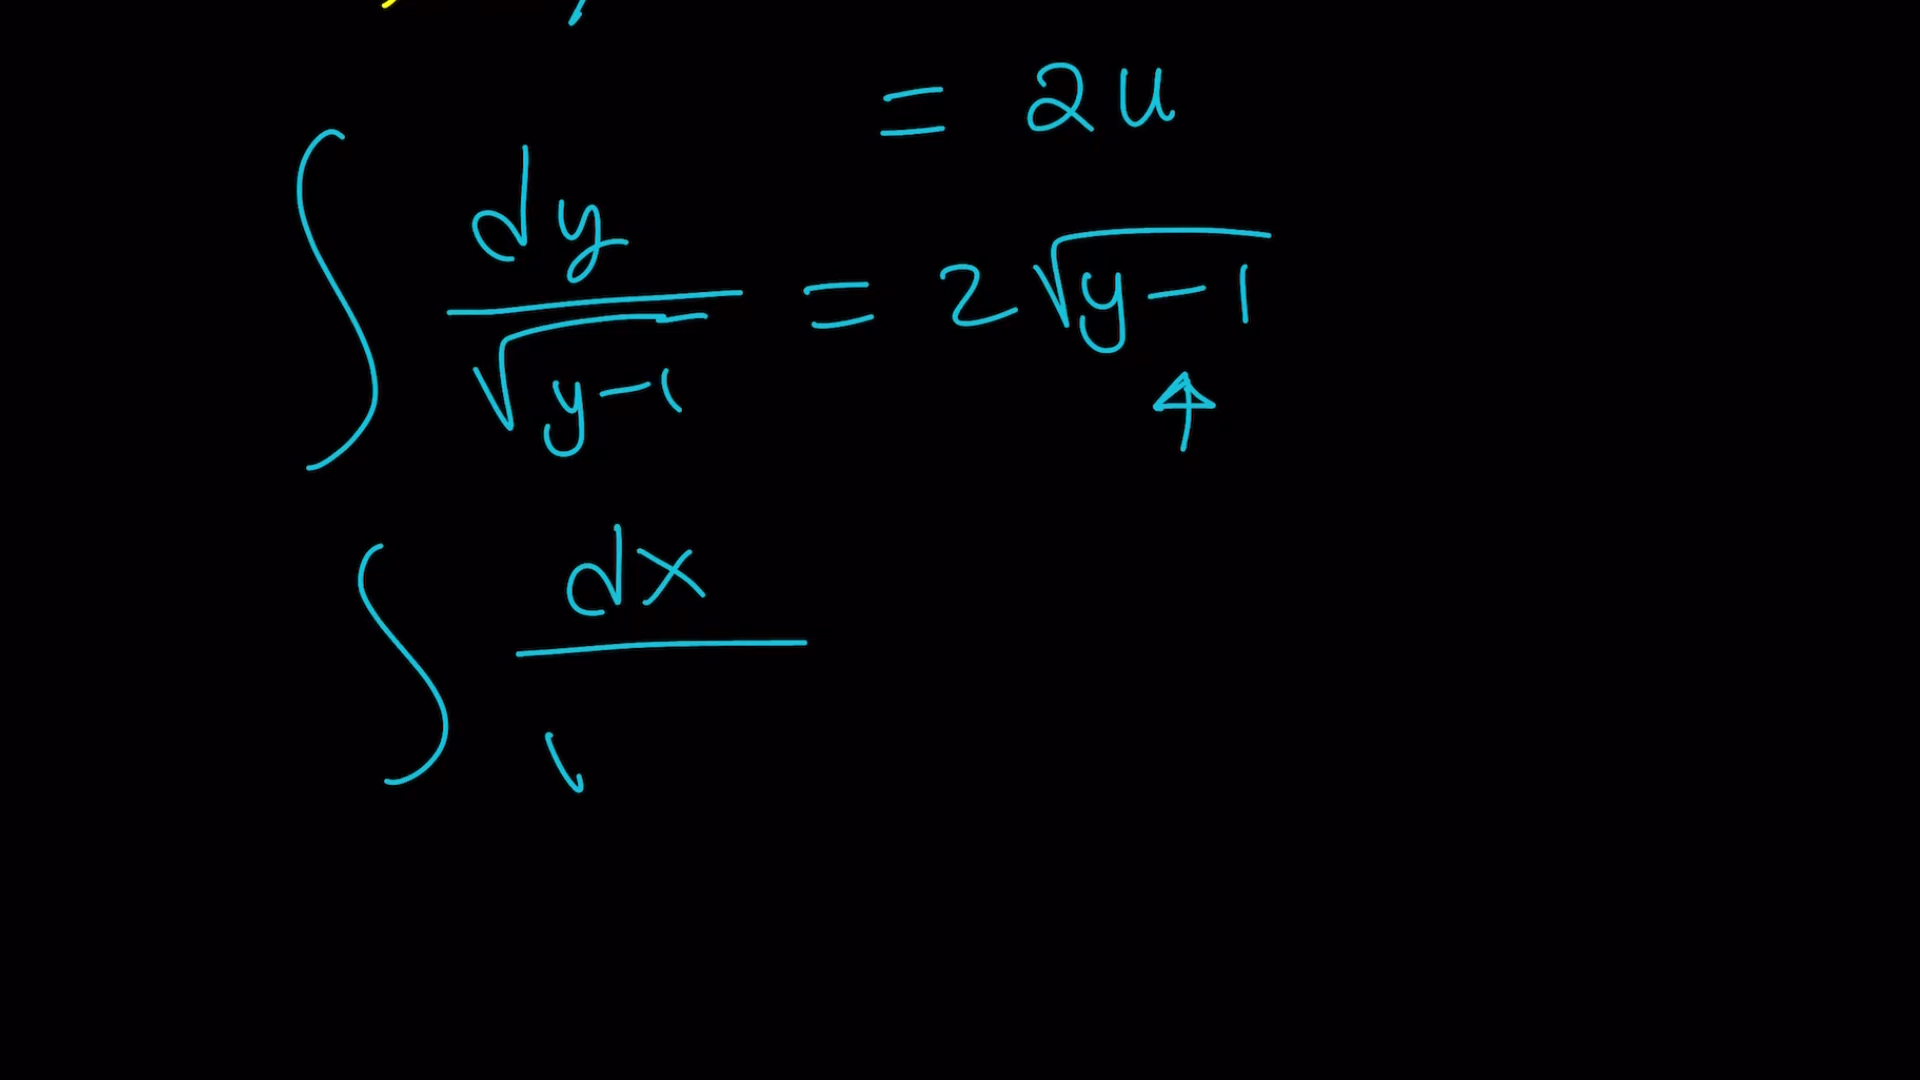 = 2u
∫ dy/√(y-1) = 2√(y-1)
∫ dx/